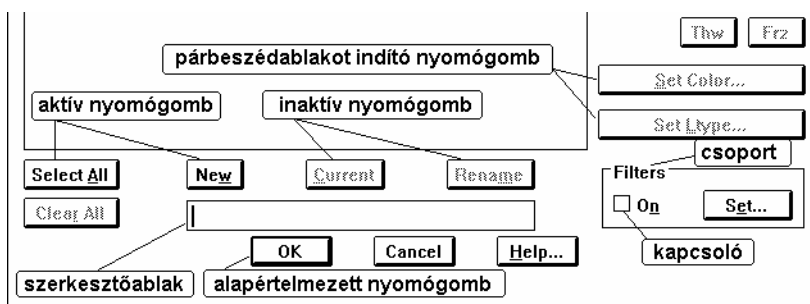 Thw Frz
párbeszédablakot indító nyomógomb
Set Color...
aktív nyomógomb
inaktív nyomógomb
Set Ltype...
csoport
Select All New Current Rename
Filters
Clear All
On Set...
OK Cancel Help...
kapcsoló
szerkesztőablak
alapértelmezett nyomógomb